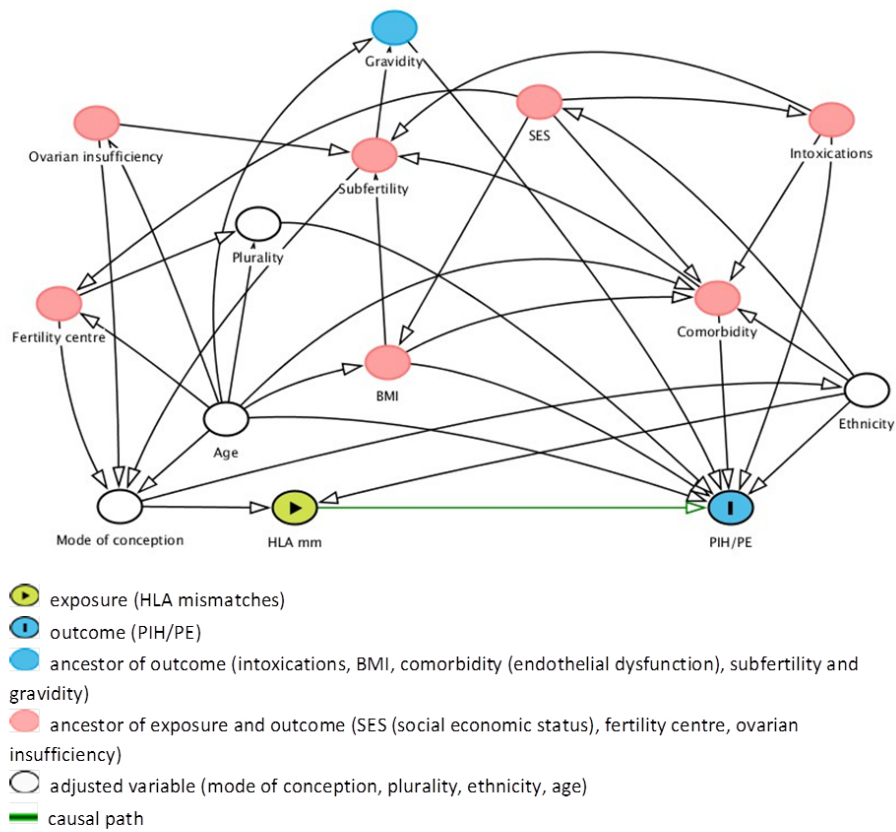 Gravidity
SES
Ovarian insufficiency
Intoxications
Subfertility
Plurality
Fertility centre
Comorbidity
BMI
Ethnicity
Age
Mode of conception
HLA mm
PIH/PE
exposure (HLA mismatches)
outcome (PIH/PE)
ancestor of outcome (intoxications, BMI, comorbidity (endothelial dysfunction), subfertility and
gravidity)
ancestor of exposure and outcome (SES (social economic status), fertility centre, ovarian
insufficiency)
adjusted variable (mode of conception, plurality, ethnicity, age)
causal path